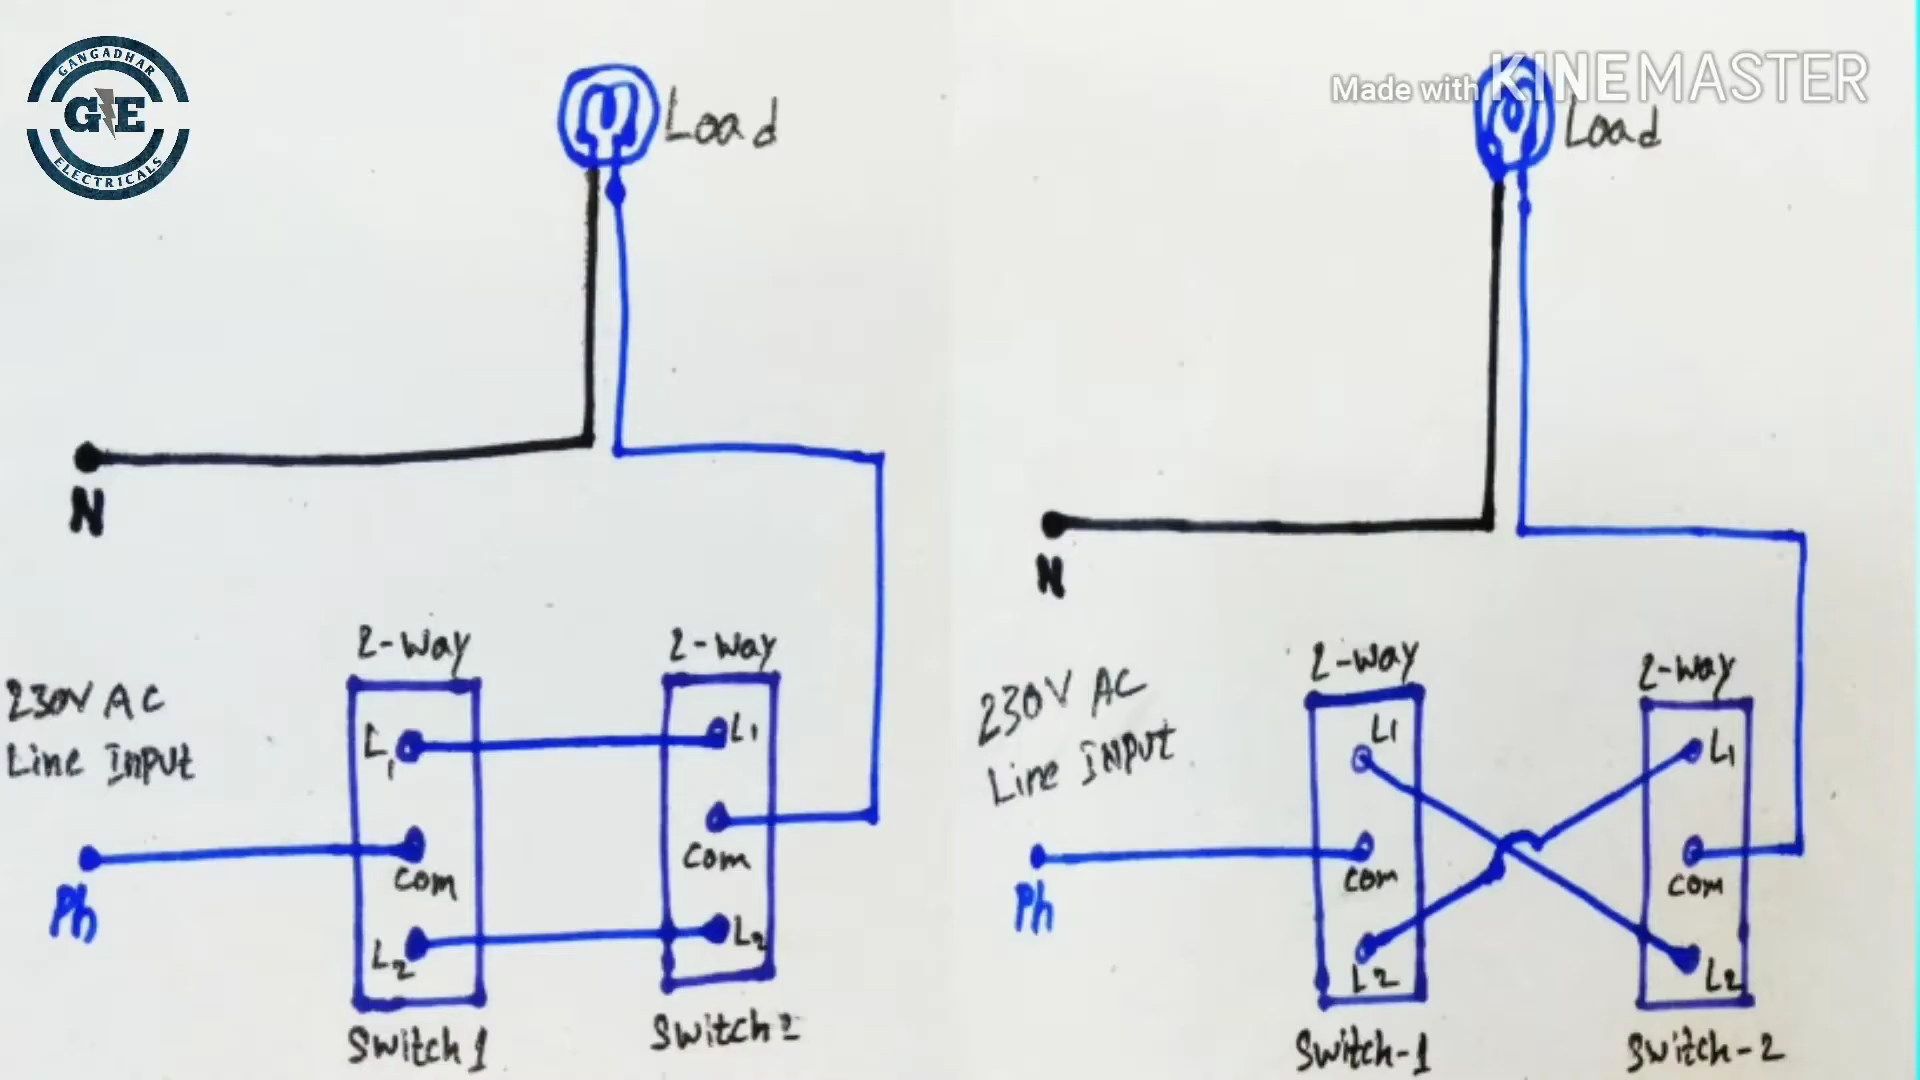 GANGADHAR
GE
ELECTRICALS
Made with KINEMASTER
Load
N
2-way
2-way
230V AC
Line Input
L1
L1
com
com
Ph
L2
L2
Switch 1
Switch 2
Load
N
2-way
2-way
230V AC
Line INPUT
L1
L1
com
com
Ph
L2
L2
Switch-1
Switch-2